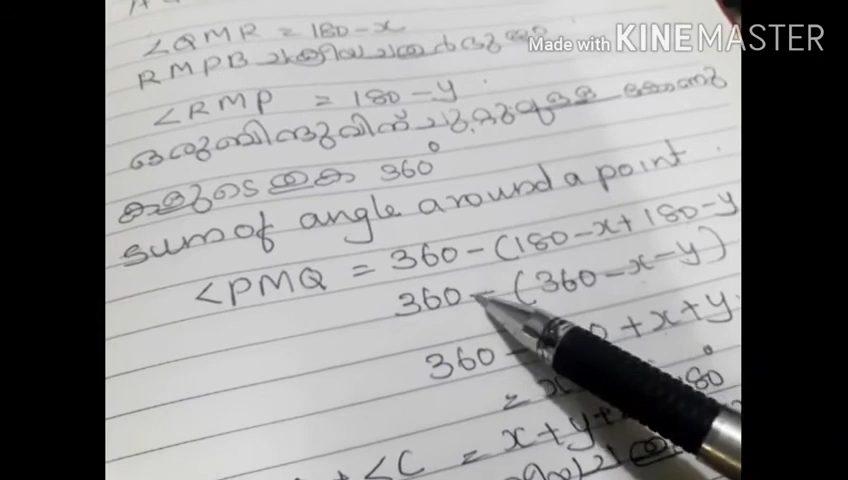 Made with KINEMASTER
<QMR = 180-x
RMPB ചക്രീയചതുർഭുജം
<RMP = 180-y.
ഒരു ബിന്ദുവിന് ചുറ്റുമുള്ള കോണു
കളുടെ തുക 360°
sum of angle around a point.
<PMQ = 360-(180-x+180-y
360-(360-x-y)
360- +x+y
= x
+ <C = x+y+